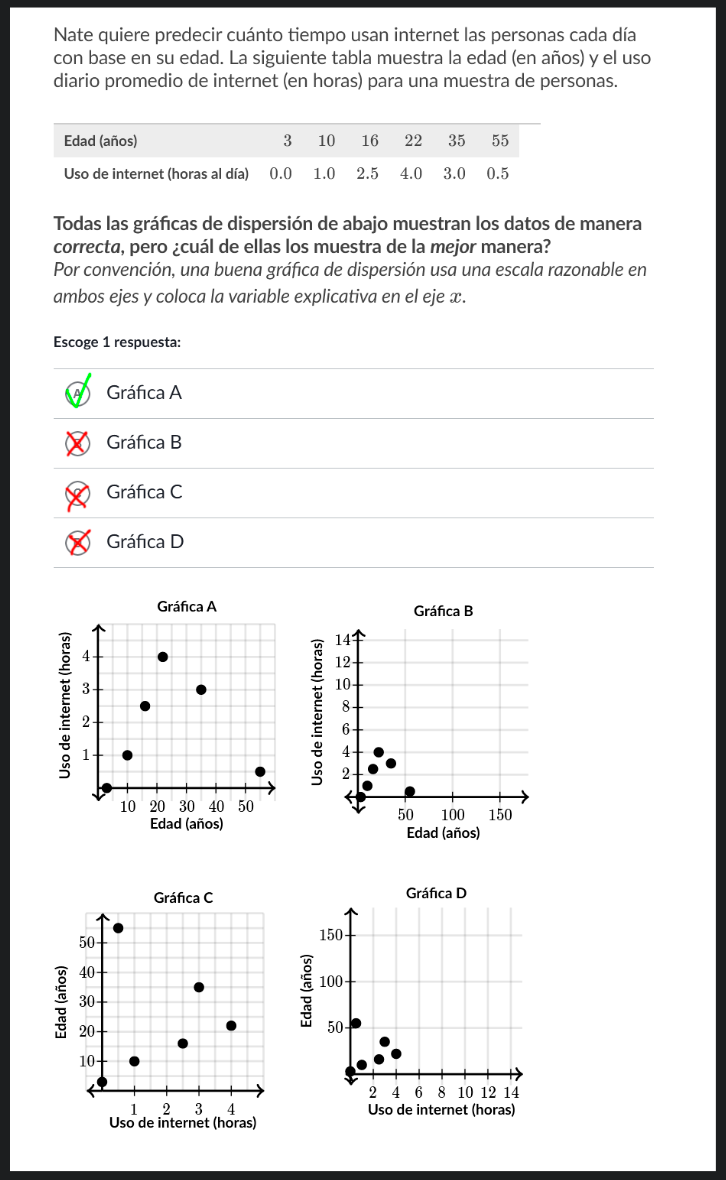 Nate quiere predecir cuánto tiempo usan internet las personas cada día
con base en su edad. La siguiente tabla muestra la edad (en años) y el uso
diario promedio de internet (en horas) para una muestra de personas.
Edad (años) 3 10 16 22 35 55
Uso de internet (horas al día) 0.0 1.0 2.5 4.0 3.0 0.5
Todas las gráficas de dispersión de abajo muestran los datos de manera
correcta, pero ¿cuál de ellas los muestra de la mejor manera?
Por convención, una buena gráfica de dispersión usa una escala razonable en
ambos ejes y coloca la variable explicativa en el eje x.
Escoge 1 respuesta:
A Gráfica A
Gráfica B
C Gráfica C
Gráfica D
Gráfica A
Uso de internet (horas)
4
3
2
1
10 20 30 40 50
Edad (años)
Gráfica B
Uso de internet (horas)
14
12
10
8
6
4
2
50 100 150
Edad (años)
Gráfica C
Edad (años)
50
40
30
20
10
1 2 3 4
Uso de internet (horas)
Gráfica D
Edad (años)
150
100
50
2 4 6 8 10 12 14
Uso de internet (horas)